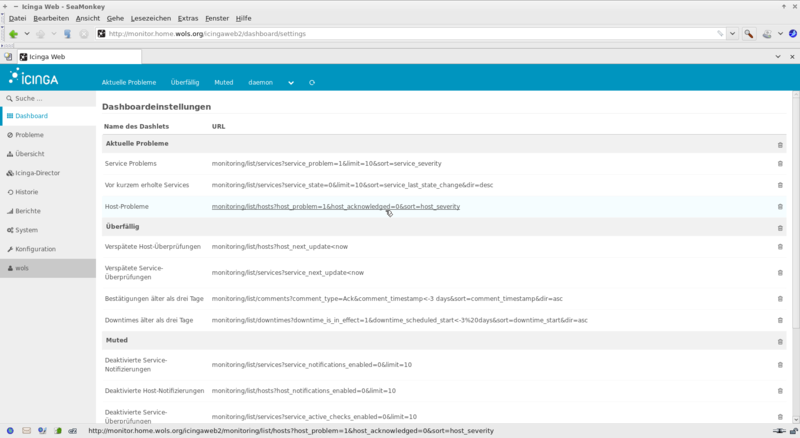 Icinga Web - SeaMonkey
Datei Bearbeiten Ansicht Gehe Lesezeichen Extras Fenster Hilfe
http://monitor.home.wols.org/icingaweb2/dashboard/settings
Icinga Web
ICINGA
Aktuelle Probleme Überfällig Muted daemon
Suche ...
Dashboard
Probleme
Übersicht
Icinga-Director
Historie
Berichte
System
Konfiguration
wols
Dashboardeinstellungen
Name des Dashlets URL
Aktuelle Probleme
Service Problems monitoring/list/services?service_problem=1&limit=10&sort=service_severity
Vor kurzem erholte Services monitoring/list/services?service_state=0&limit=10&sort=service_last_state_change&dir=desc
Host-Probleme monitoring/list/hosts?host_problem=1&host_acknowledged=0&sort=host_severity
Überfällig
Verspätete Host-Überprüfungen monitoring/list/hosts?host_next_update<now
Verspätete Service-
Überprüfungen monitoring/list/services?service_next_update<now
Bestätigungen älter als drei Tage monitoring/list/comments?comment_type=Ack&comment_timestamp<-3 days&sort=comment_timestamp&dir=asc
Downtimes älter als drei Tage monitoring/list/downtimes?downtime_is_in_effect=1&downtime_scheduled_start<-3%20days&sort=downtime_start&dir=asc
Muted
Deaktivierte Service-
Notifizierungen monitoring/list/services?service_notifications_enabled=0&limit=10
Deaktivierte Host-Notifizierungen monitoring/list/hosts?host_notifications_enabled=0&limit=10
Deaktivierte Service-
Überprüfungen monitoring/list/services?service_active_checks_enabled=0&limit=10
http://monitor.home.wols.org/icingaweb2/monitoring/list/hosts?host_problem=1&host_acknowledged=0&sort=host_severity